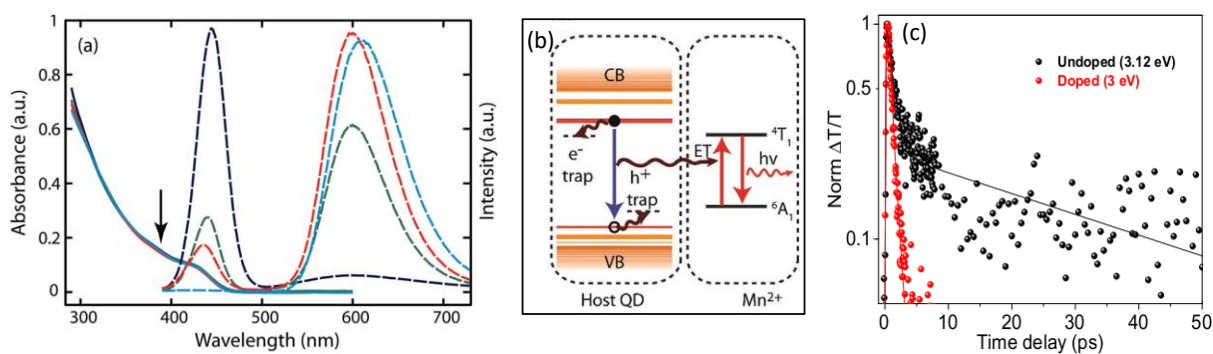 (a)
Absorbance (a.u.)
1
0.8
0.6
0.4
0.2
0
300 400 500 600 700
Wavelength (nm)
Intensity (a.u.)
(b)
CB
e⁻
trap
h⁺
trap
VB
Host QD
ET
⁴T₁
hν
⁶A₁
Mn²⁺
(c)
Norm ΔT/T
1
0.5
0.1
Undoped (3.12 eV)
Doped (3 eV)
0 10 20 30 40 50
Time delay (ps)